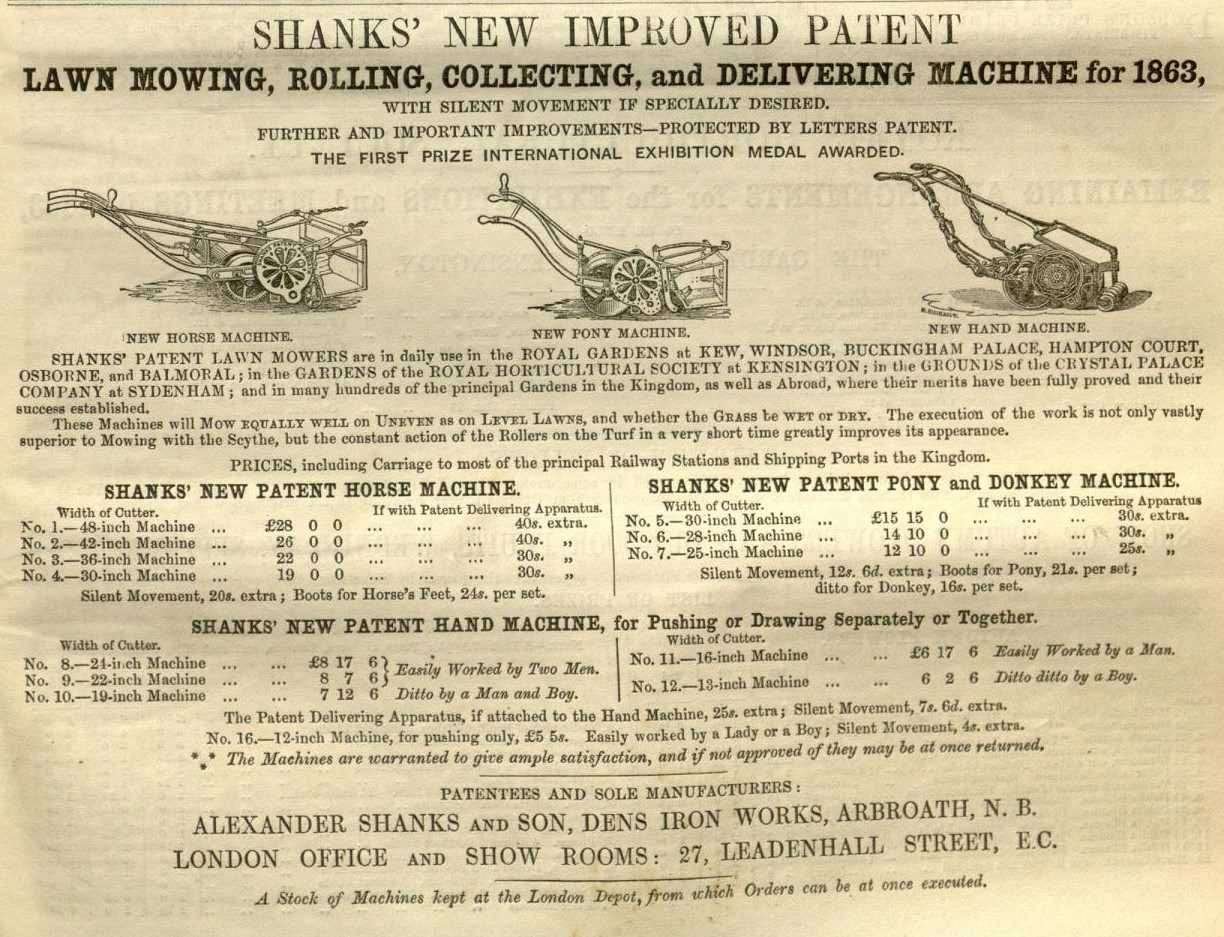 SHANKS' NEW IMPROVED PATENT
LAWN MOWING, ROLLING, COLLECTING, and DELIVERING MACHINE for 1863,
WITH SILENT MOVEMENT IF SPECIALLY DESIRED.
FURTHER AND IMPORTANT IMPROVEMENTS—PROTECTED BY LETTERS PATENT.
THE FIRST PRIZE INTERNATIONAL EXHIBITION MEDAL AWARDED.
NEW HORSE MACHINE.
NEW PONY MACHINE.
NEW HAND MACHINE.
SHANKS' PATENT LAWN MOWERS are in daily use in the ROYAL GARDENS at KEW, WINDSOR, BUCKINGHAM PALACE, HAMPTON COURT,
OSBORNE, and BALMORAL; in the GARDENS of the ROYAL HORTICULTURAL SOCIETY at KENSINGTON; in the GROUNDS of the CRYSTAL PALACE
COMPANY at SYDENHAM; and in many hundreds of the principal Gardens in the Kingdom, as well as Abroad, where their merits have been fully proved and their
success established.
These Machines will MOW EQUALLY WELL on UNEVEN as on LEVEL LAWNS, and whether the GRASS be WET or DRY. The execution of the work is not only vastly
superior to Mowing with the Scythe, but the constant action of the Rollers on the Turf in a very short time greatly improves its appearance.
PRICES, including Carriage to most of the principal Railway Stations and Shipping Ports in the Kingdom.
SHANKS' NEW PATENT HORSE MACHINE.
Width of Cutter. If with Patent Delivering Apparatus.
No. 1.—48-inch Machine ... £28 0 0 ... ... ... 40s. extra.
No. 2.—42-inch Machine ... 26 0 0 ... ... ... 40s. „
No. 3.—36-inch Machine ... 22 0 0 ... ... ... 30s. „
No. 4.—30-inch Machine ... 19 0 0 ... ... ... 30s. „
Silent Movement, 20s. extra; Boots for Horse's Feet, 24s. per set.
SHANKS' NEW PATENT PONY and DONKEY MACHINE.
Width of Cutter. If with Patent Delivering Apparatus
No. 5.—30-inch Machine ... £15 15 0 ... ... ... 30s. extra.
No. 6.—28-inch Machine ... 14 10 0 ... ... ... 30s. „
No. 7.—25-inch Machine ... 12 10 0 ... ... ... 25s. „
Silent Movement, 12s. 6d. extra; Boots for Pony, 21s. per set;
ditto for Donkey, 16s. per set.
SHANKS' NEW PATENT HAND MACHINE, for Pushing or Drawing Separately or Together.
Width of Cutter.
No. 8.—24-inch Machine ... ... £8 17 6
No. 9.—22-inch Machine ... ... 8 7 6 } Easily Worked by Two Men.
No. 10.—19-inch Machine ... ... 7 12 6 Ditto by a Man and Boy.
Width of Cutter.
No. 11.—16-inch Machine ... ... £6 17 6 Easily Worked by a Man.
No. 12.—13-inch Machine ... ... 6 2 6 Ditto ditto by a Boy.
The Patent Delivering Apparatus, if attached to the Hand Machine, 25s. extra; Silent Movement, 7s. 6d. extra.
No. 16.—12-inch Machine, for pushing only, £5 5s. Easily worked by a Lady or a Boy; Silent Movement, 4s. extra.
*** The Machines are warranted to give ample satisfaction, and if not approved of they may be at once returned.
PATENTEES AND SOLE MANUFACTURERS:
ALEXANDER SHANKS AND SON, DENS IRON WORKS, ARBROATH, N. B.
LONDON OFFICE AND SHOW ROOMS: 27, LEADENHALL STREET, E.C.
A Stock of Machines kept at the London Depot, from which Orders can be at once executed.